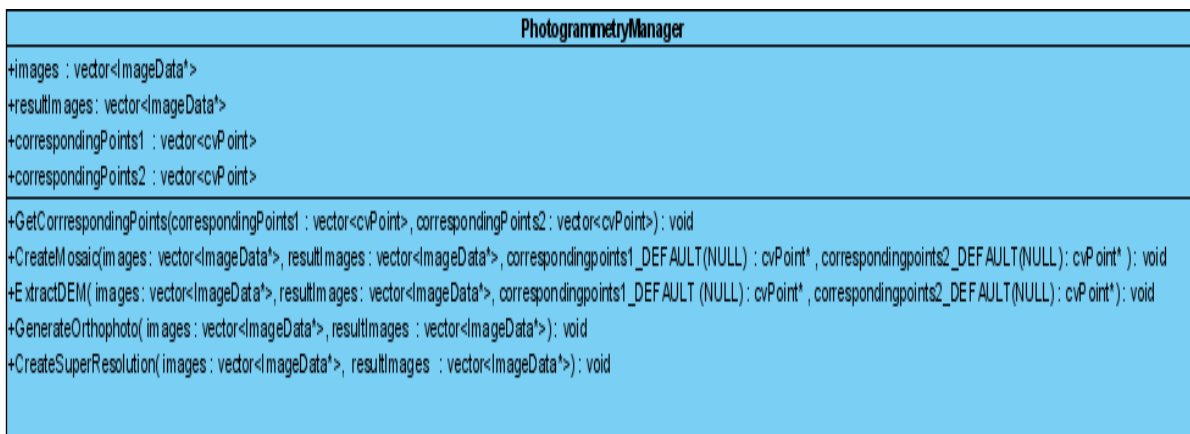 PhotogrammetryManager
+images : vector<ImageData*>
+resultImages : vector<ImageData*>
+correspondingPoints1 : vector<cvPoint>
+correspondingPoints2 : vector<cvPoint>
+GetCorrrespondingPoints(correspondingPoints1 : vector<cvPoint>, correspondingPoints2 : vector<cvPoint>) : void
+CreateMosaic(images : vector<ImageData*>, resultImages : vector<ImageData*>, correspondingpoints1_DEFAULT(NULL) : cvPoint* , correspondingpoints2_DEFAULT(NULL) : cvPoint* ) : void
+ExtractDEM( images : vector<ImageData*>, resultImages : vector<ImageData*>, correspondingpoints1_DEFAULT (NULL) : cvPoint* , correspondingpoints2_DEFAULT(NULL) : cvPoint*) : void
+GenerateOrthophoto( images : vector<ImageData*>, resultImages : vector<ImageData*>) : void
+CreateSuperResolution( images : vector<ImageData*>, resultImages : vector<ImageData*>) : void